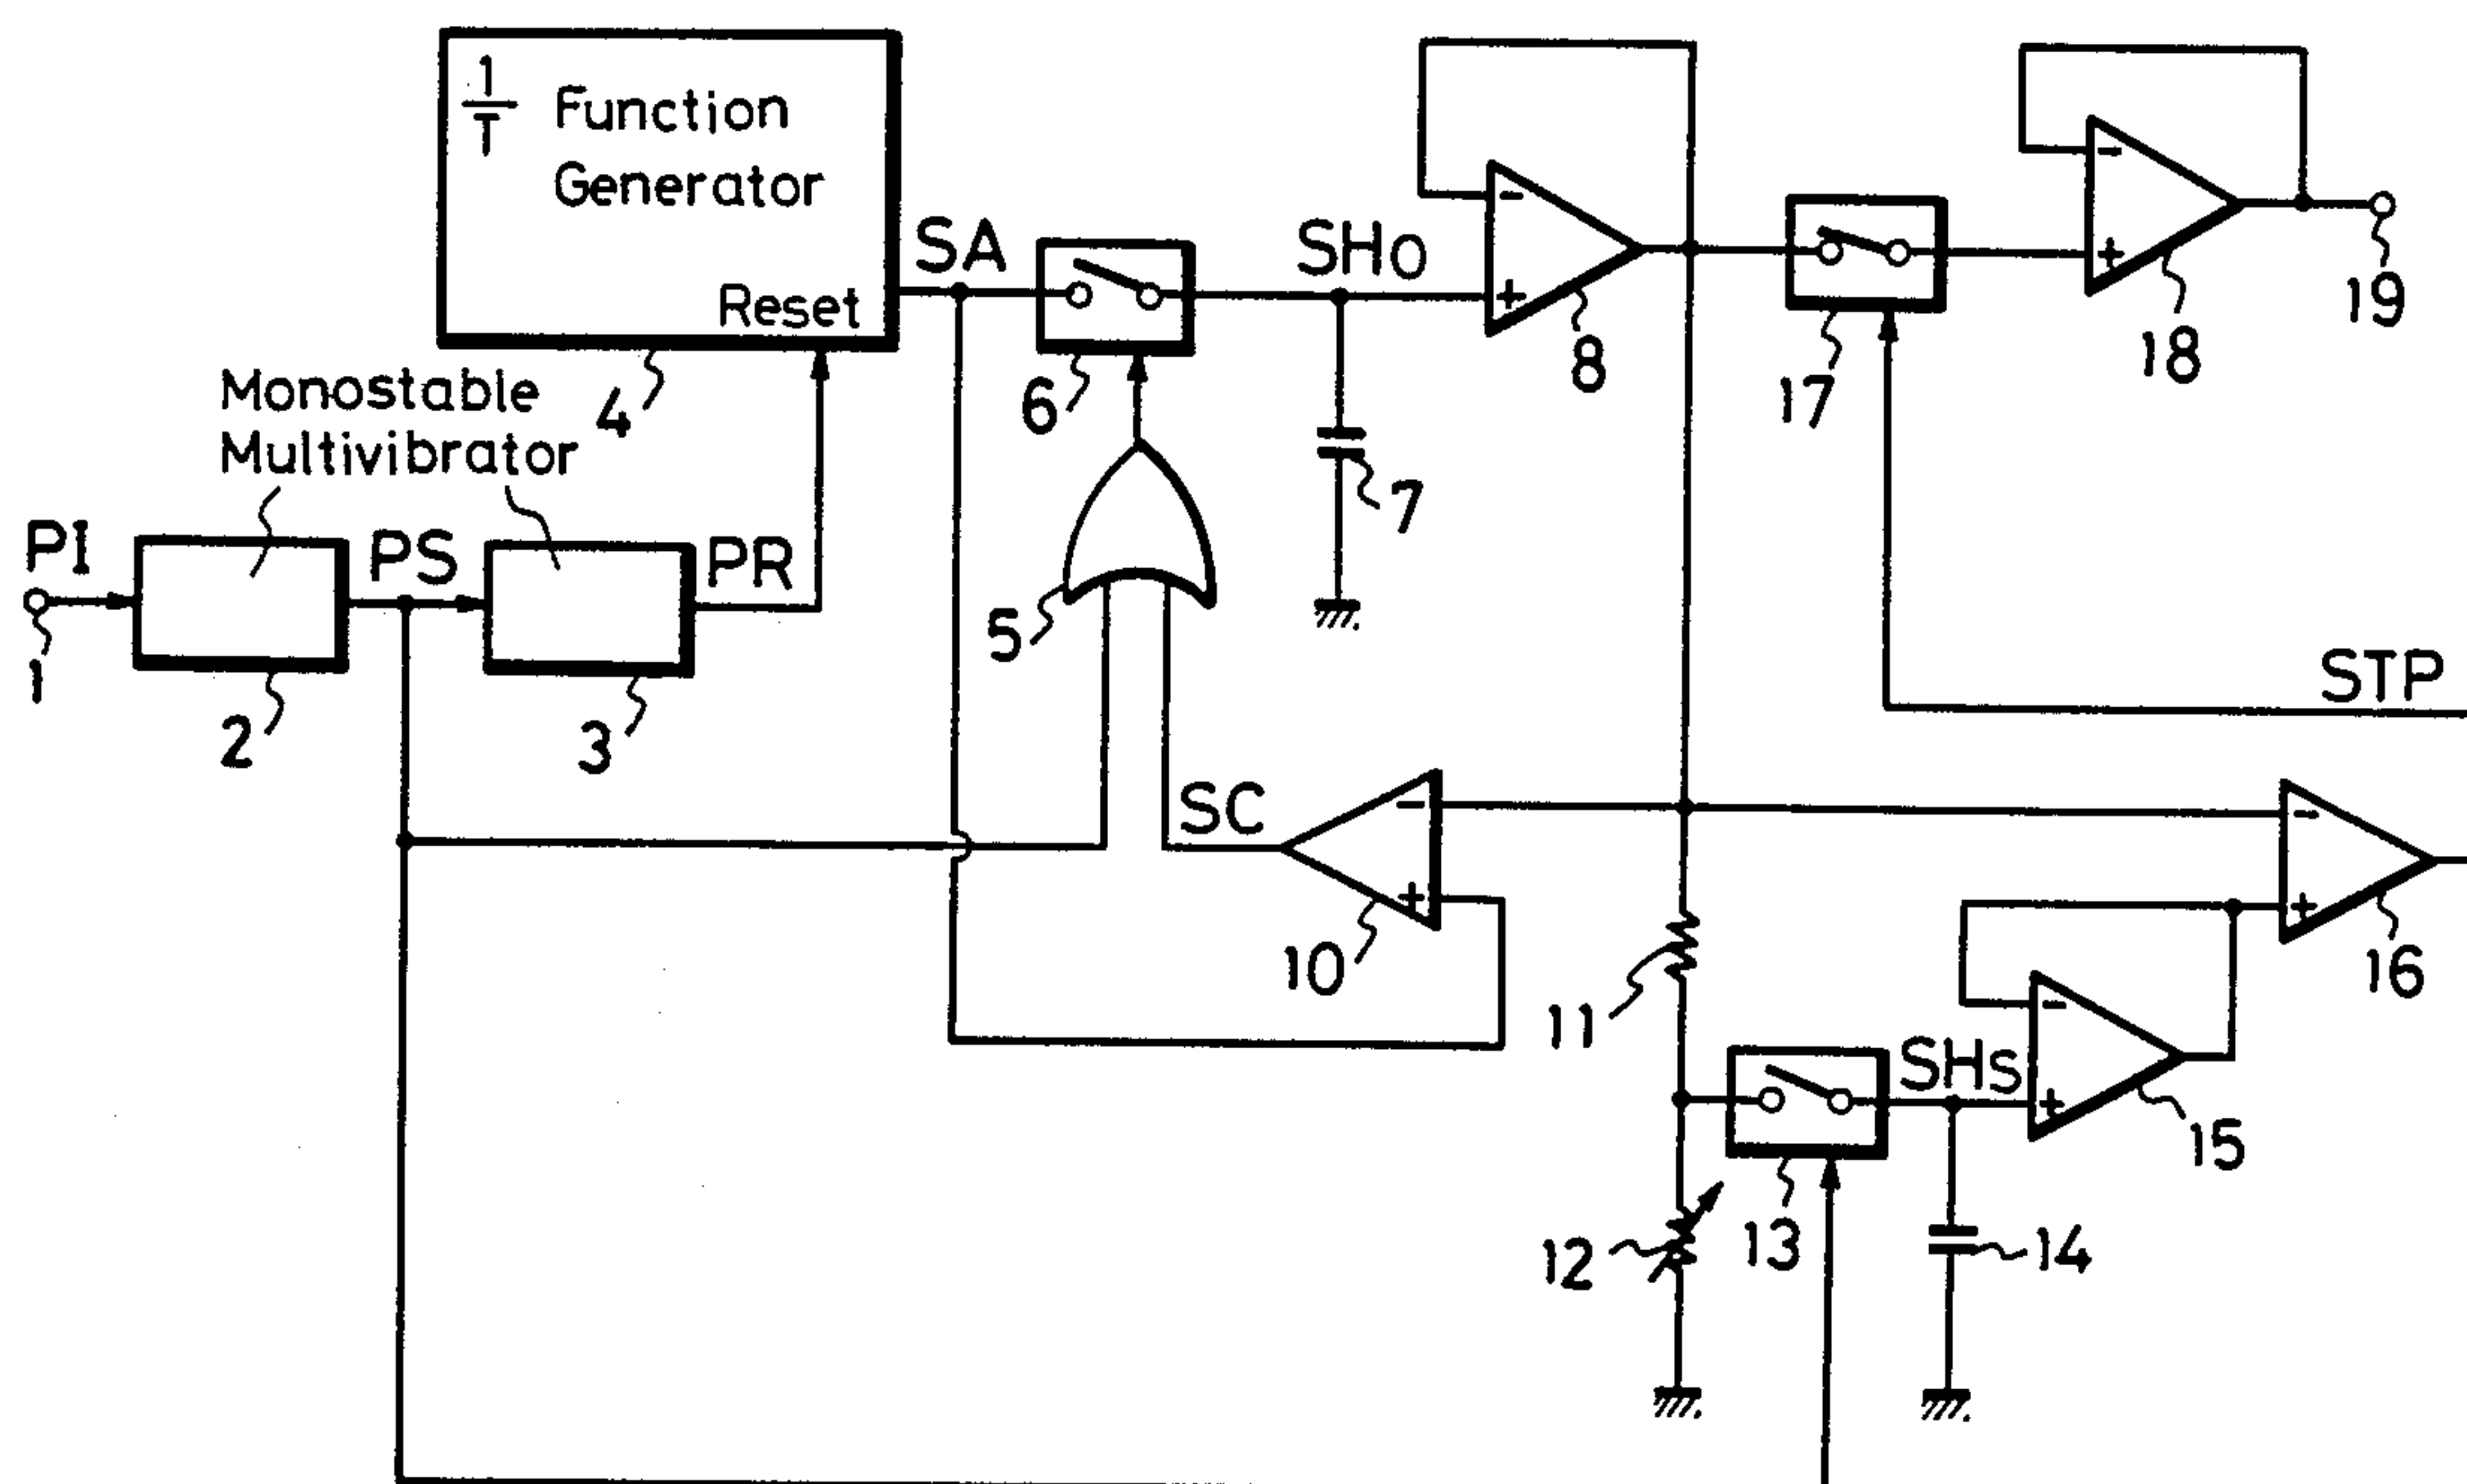 1
T
Function
Generator
Reset
SA
SHO
-
+
8
-
+
18
19
17
6
7
4
Monostable
Multivibrator
PI
PS
PR
1
2
3
5
STP
SC
-
+
10
11
-
+
16
SHS
-
+
15
12
13
14